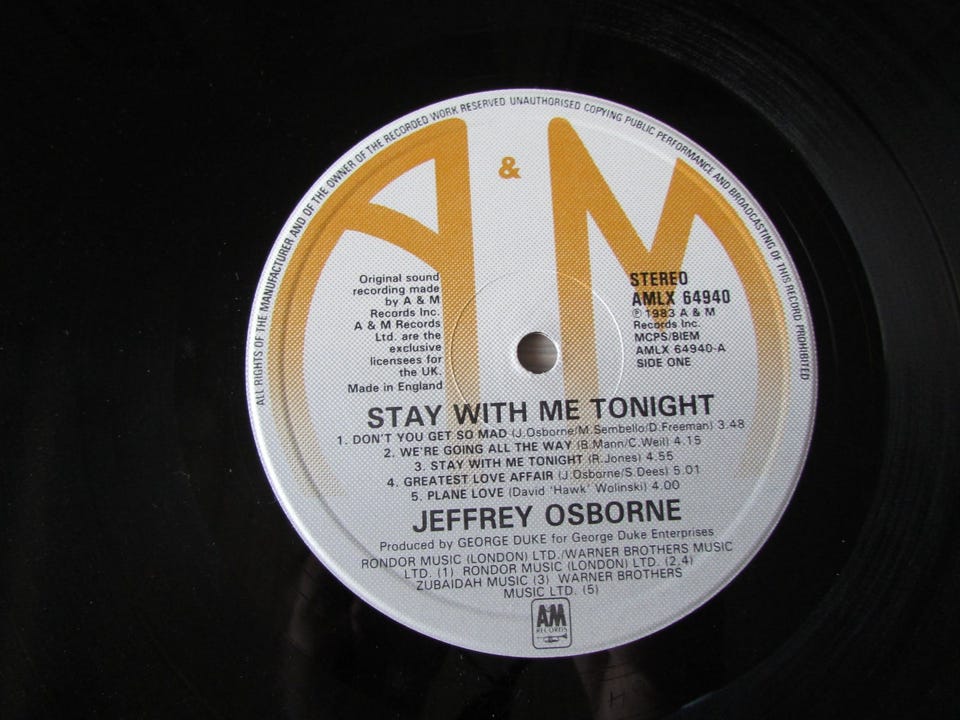 ALL RIGHTS OF THE MANUFACTURER AND OF THE OWNER OF THE RECORDED WORK RESERVED UNAUTHORISED COPYING PUBLIC PERFORMANCE AND BROADCASTING OF THIS RECORD PROHIBITED
A & M
Original sound
recording made
by A & M
Records Inc.
A & M Records
Ltd. are the
exclusive
licensees for
the UK.
Made in England
STEREO
AMLX 64940
℗ 1983 A & M
Records Inc.
MCPS/BIEM
AMLX 64940-A
SIDE ONE
STAY WITH ME TONIGHT
1. DON'T YOU GET SO MAD (J.Osborne/M.Sembello/D.Freeman) 3.48
2. WE'RE GOING ALL THE WAY (B.Mann/C.Weil) 4.15
3. STAY WITH ME TONIGHT (R.Jones) 4.55
4. GREATEST LOVE AFFAIR (J.Osborne/S.Dees) 5.01
5. PLANE LOVE (David 'Hawk' Wolinski) 4.00
JEFFREY OSBORNE
Produced by GEORGE DUKE for George Duke Enterprises
RONDOR MUSIC (LONDON) LTD./WARNER BROTHERS MUSIC
LTD. (1) RONDOR MUSIC (LONDON) LTD. (2,4)
ZUBAIDAH MUSIC (3) WARNER BROTHERS
MUSIC LTD. (5)
AM
RECORDS